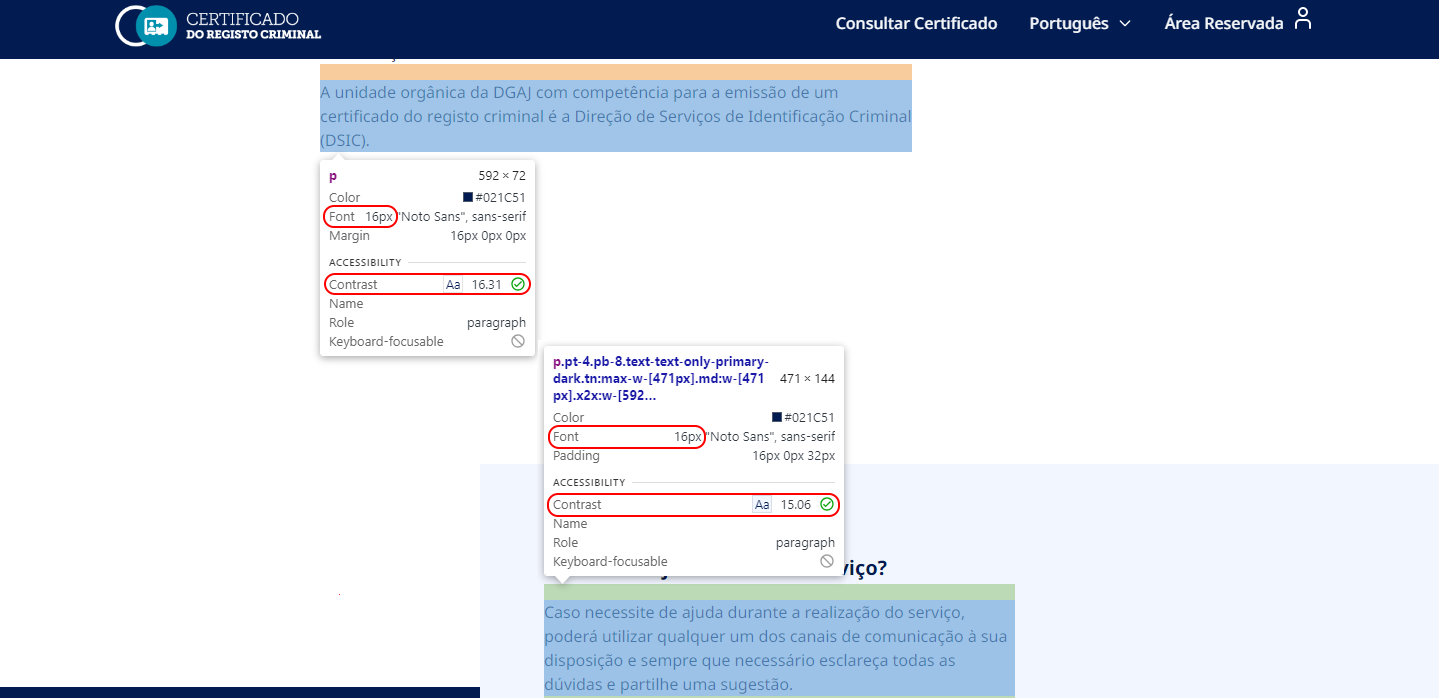 CERTIFICADO
DO REGISTO CRIMINAL
Consultar Certificado
Português
Área Reservada
A unidade orgânica da DGAJ com competência para a emissão de um
certificado do registo criminal é a Direção de Serviços de Identificação Criminal
(DSIC).
p 592 × 72
Color #021C51
Font 16px "Noto Sans", sans-serif
Margin 16px 0px 0px
ACCESSIBILITY
Contrast Aa 16.31
Name
Role paragraph
Keyboard-focusable
p.pt-4.pb-8.text-text-only-primary-
dark.tn:max-w-[471px].md:w-[471 471 × 144
px].x2x:w-[592...
Color #021C51
Font 16px "Noto Sans", sans-serif
Padding 16px 0px 32px
ACCESSIBILITY
Contrast Aa 15.06
Name
Role paragraph
Keyboard-focusable
viço?
Caso necessite de ajuda durante a realização do serviço,
poderá utilizar qualquer um dos canais de comunicação à sua
disposição e sempre que necessário esclareça todas as
dúvidas e partilhe uma sugestão.